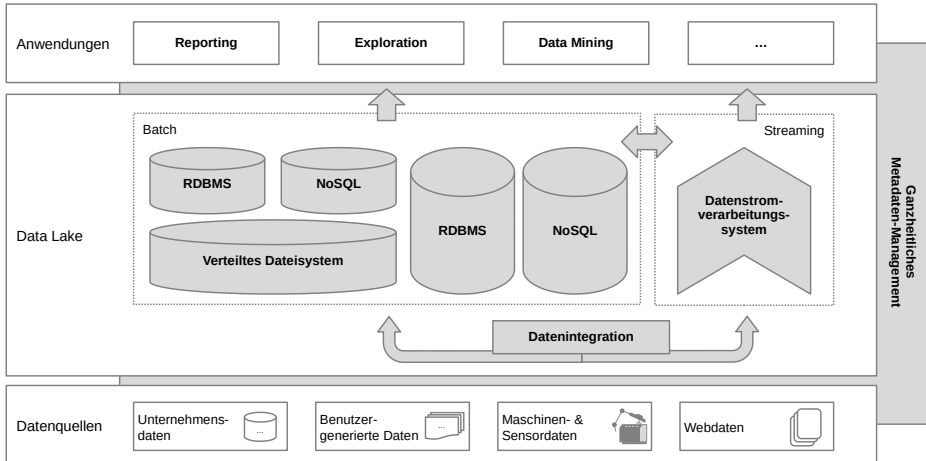 Anwendungen
Reporting
Exploration
Data Mining
...
Data Lake
Batch
RDBMS
NoSQL
Verteiltes Dateisystem
RDBMS
NoSQL
Streaming
Datenstrom-
verarbeitungs-
system
Datenintegration
Datenquellen
Unternehmens-
daten
...
Benutzer-
generierte Daten
...
Maschinen- &
Sensordaten
Webdaten
Ganzheitliches
Metadaten-Management